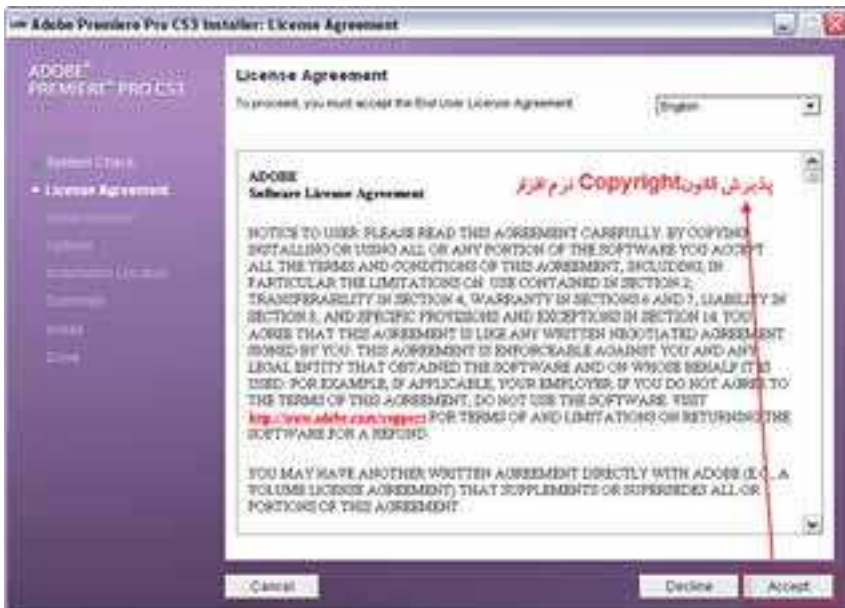 Adobe Premiere Pro CS3 Installer: License Agreement
ADOBE®
PREMIERE® PRO CS3
License Agreement
To proceed, you must accept the End User License Agreement.
English
System Check
• License Agreement
Options
Installation Location
Summary
Done
ADOBE
Software License Agreement
پذیرش قانون Copyright نرم افزار
NOTICE TO USER: PLEASE READ THIS AGREEMENT CAREFULLY. BY COPYING,
INSTALLING OR USING ALL OR ANY PORTION OF THE SOFTWARE YOU ACCEPT
ALL THE TERMS AND CONDITIONS OF THIS AGREEMENT, INCLUDING, IN
PARTICULAR THE LIMITATIONS ON: USE CONTAINED IN SECTION 2;
TRANSFERABILITY IN SECTION 4; WARRANTY IN SECTIONS 6 AND 7; LIABILITY IN
SECTION 8; AND SPECIFIC PROVISIONS AND EXCEPTIONS IN SECTION 14. YOU
AGREE THAT THIS AGREEMENT IS LIKE ANY WRITTEN NEGOTIATED AGREEMENT
SIGNED BY YOU. THIS AGREEMENT IS ENFORCEABLE AGAINST YOU AND ANY
LEGAL ENTITY THAT OBTAINED THE SOFTWARE AND ON WHOSE BEHALF IT IS
USED: FOR EXAMPLE, IF APPLICABLE, YOUR EMPLOYER. IF YOU DO NOT AGREE TO
THE TERMS OF THIS AGREEMENT, DO NOT USE THE SOFTWARE. VISIT
http://www.adobe.com/support FOR TERMS OF AND LIMITATIONS ON RETURNING THE
SOFTWARE FOR A REFUND.
YOU MAY HAVE ANOTHER WRITTEN AGREEMENT DIRECTLY WITH ADOBE (E.G., A
VOLUME LICENSE AGREEMENT) THAT SUPPLEMENTS OR SUPERSEDES ALL OR
PORTIONS OF THIS AGREEMENT.
Cancel
Decline
Accept